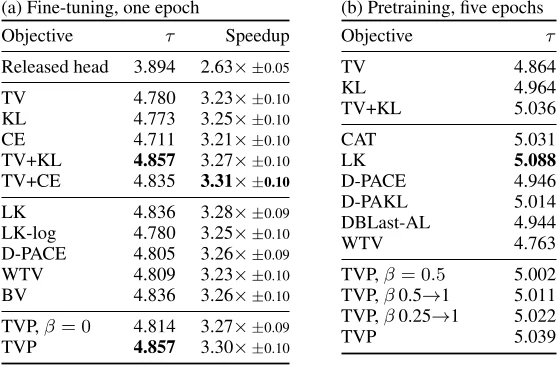 (a) Fine-tuning, one epoch
Objective τ Speedup
Released head 3.894 2.63× ±0.05
TV 4.780 3.23× ±0.10
KL 4.773 3.25× ±0.10
CE 4.711 3.21× ±0.10
TV+KL 4.857 3.27× ±0.10
TV+CE 4.835 3.31× ±0.10
LK 4.836 3.28× ±0.09
LK-log 4.780 3.25× ±0.10
D-PACE 4.805 3.26× ±0.09
WTV 4.809 3.23× ±0.10
BV 4.836 3.26× ±0.10
TVP, β = 0 4.814 3.27× ±0.09
TVP 4.857 3.30× ±0.10
(b) Pretraining, five epochs
Objective τ
TV 4.864
KL 4.964
TV+KL 5.036
CAT 5.031
LK 5.088
D-PACE 4.946
D-PAKL 5.014
DBLast-AL 4.944
WTV 4.763
TVP, β = 0.5 5.002
TVP, β 0.5→1 5.011
TVP, β 0.25→1 5.022
TVP 5.039